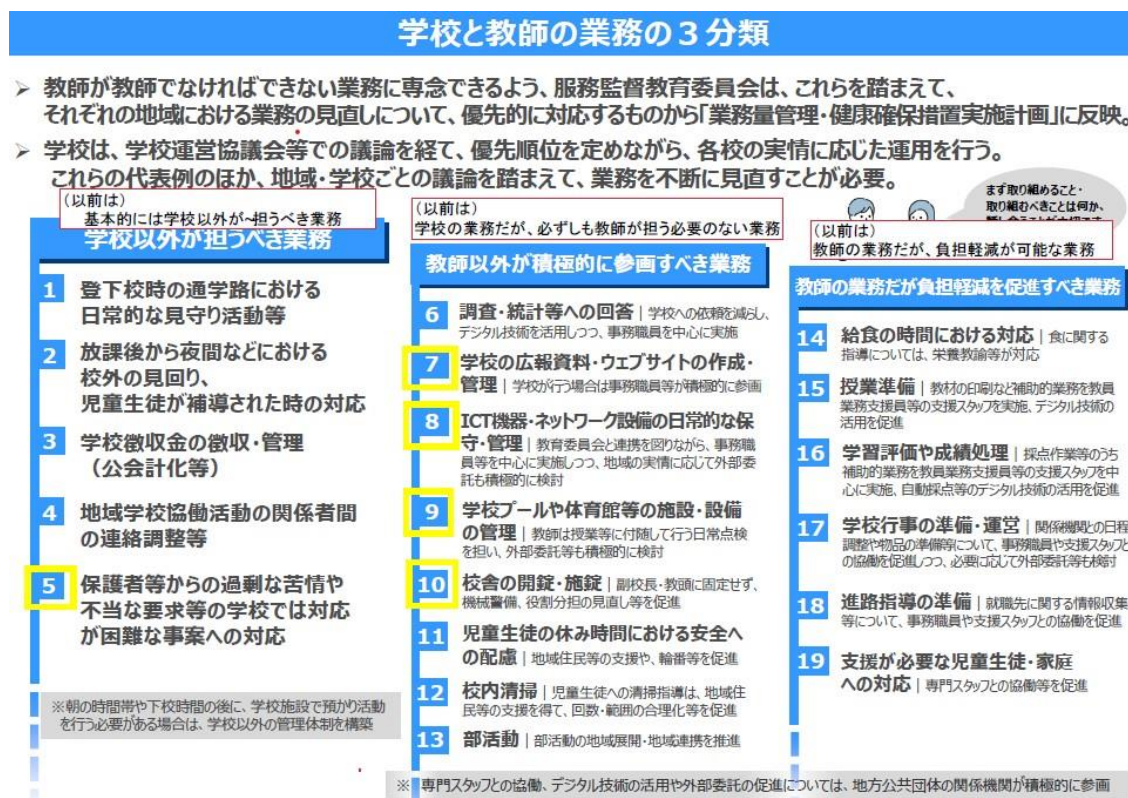 学校と教師の業務の3分類
➢ 教師が教師でなければできない業務に専念できるよう、服務監督教育委員会は、これらを踏まえて、
それぞれの地域における業務の見直しについて、優先的に対応するものから「業務量管理・健康確保措置実施計画」に反映。
➢ 学校は、学校運営協議会等での議論を経て、優先順位を定めながら、各校の実情に応じた運用を行う。
これらの代表例のほか、地域・学校ごとの議論を踏まえて、業務を不断に見直すことが必要。
まず取り組めること・
取り組むべきことは何か、
(以前は)
基本的には学校以外が担うべき業務
学校以外が担うべき業務
1 登下校時の通学路における
日常的な見守り活動等
2 放課後から夜間などにおける
校外の見回り、
児童生徒が補導された時の対応
3 学校徴収金の徴収・管理
（公会計化等）
4 地域学校協働活動の関係者間
の連絡調整等
5 保護者等からの過剰な苦情や
不当な要求等の学校では対応
が困難な事案への対応
※朝の時間帯や下校時間の後に、学校施設で預かり活動
を行う必要がある場合は、学校以外の管理体制を構築
(以前は)
学校の業務だが、必ずしも教師が担う必要のない業務
教師以外が積極的に参画すべき業務
6 調査・統計等への回答｜学校への依頼を減らし、
デジタル技術を活用しつつ、事務職員を中心に実施
7 学校の広報資料・ウェブサイトの作成・
管理｜学校が行う場合は事務職員等が積極的に参画
8 ICT機器・ネットワーク設備の日常的な保
守・管理｜教育委員会と連携を図りながら、事務職
員等を中心に実施しつつ、地域の実情に応じて外部委
託も積極的に検討
9 学校プールや体育館等の施設・設備
の管理｜教師は授業等に付随して行う日常点検
を担い、外部委託等も積極的に検討
10 校舎の開錠・施錠｜副校長・教頭に固定せず、
機械警備、役割分担の見直し等を促進
11 児童生徒の休み時間における安全へ
の配慮｜地域住民等の支援や、輪番等を促進
12 校内清掃｜児童生徒への清掃指導は、地域住
民等の支援を得て、回数・範囲の合理化等を促進
13 部活動｜部活動の地域展開・地域連携を推進
(以前は)
教師の業務だが、負担軽減が可能な業務
教師の業務だが負担軽減を促進すべき業務
14 給食の時間における対応｜食に関する
指導については、栄養教諭等が対応
15 授業準備｜教材の印刷など補助的業務を教員
業務支援員等の支援スタッフを実施、デジタル技術の
活用を促進
16 学習評価や成績処理｜採点作業等のうち
補助的業務を教員業務支援員等の支援スタッフを中
心に実施、自動採点等のデジタル技術の活用を促進
17 学校行事の準備・運営｜関係機関との日程
調整や物品の準備等について、事務職員や支援スタッフと
の協働を促進しつつ、必要に応じて外部委託等も検討
18 進路指導の準備｜就職先に関する情報収集
等について、事務職員や支援スタッフとの協働を促進
19 支援が必要な児童生徒・家庭
への対応｜専門スタッフとの協働等を促進
※ 専門スタッフとの協働、デジタル技術の活用や外部委託の促進については、地方公共団体の関係機関が積極的に参画